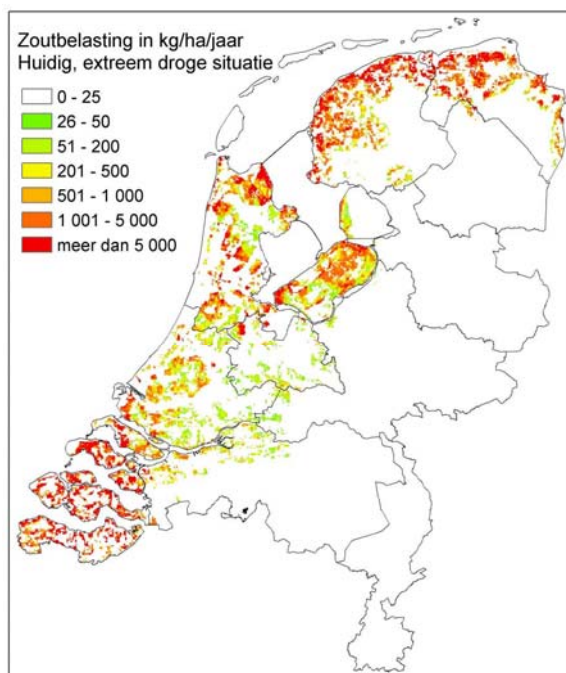 Zoutbelasting in kg/ha/jaar
Huidig, extreem droge situatie
0 - 25
26 - 50
51 - 200
201 - 500
501 - 1 000
1 001 - 5 000
meer dan 5 000